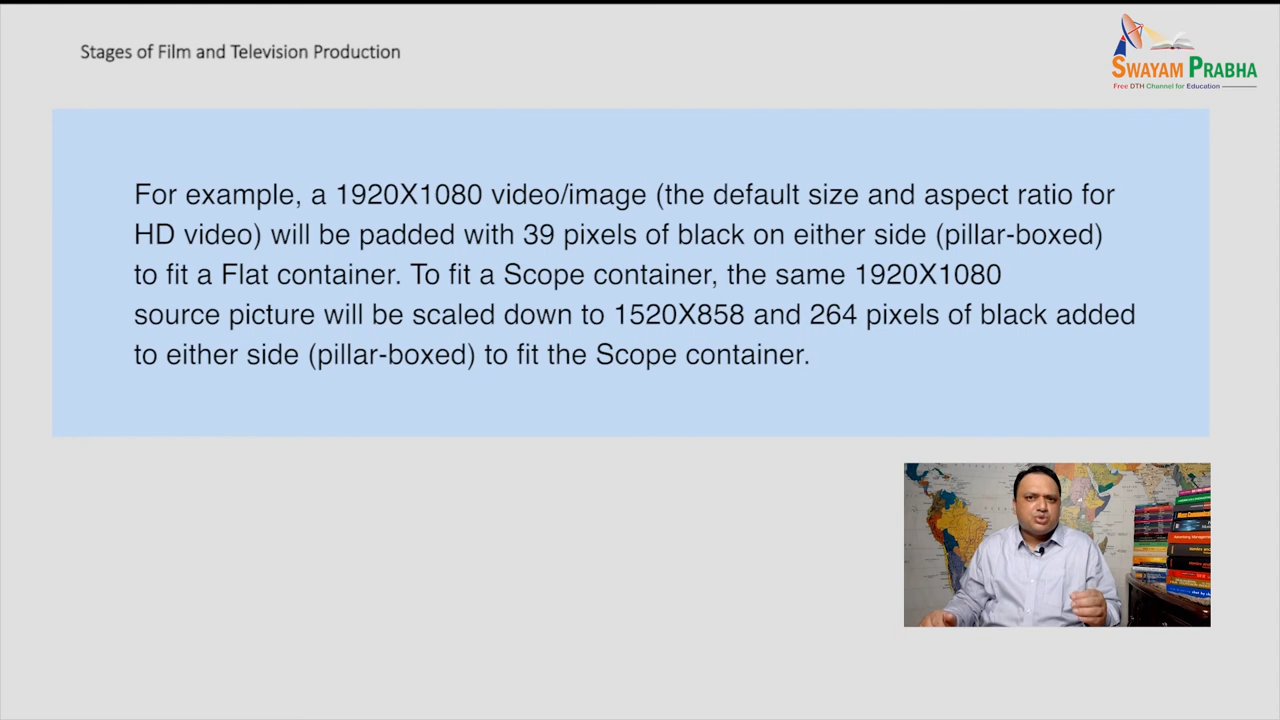 Stages of Film and Television Production
SWAYAM PRABHA
Free DTH Channel for Education
For example, a 1920X1080 video/image (the default size and aspect ratio for
HD video) will be padded with 39 pixels of black on either side (pillar-boxed)
to fit a Flat container. To fit a Scope container, the same 1920X1080
source picture will be scaled down to 1520X858 and 264 pixels of black added
to either side (pillar-boxed) to fit the Scope container.